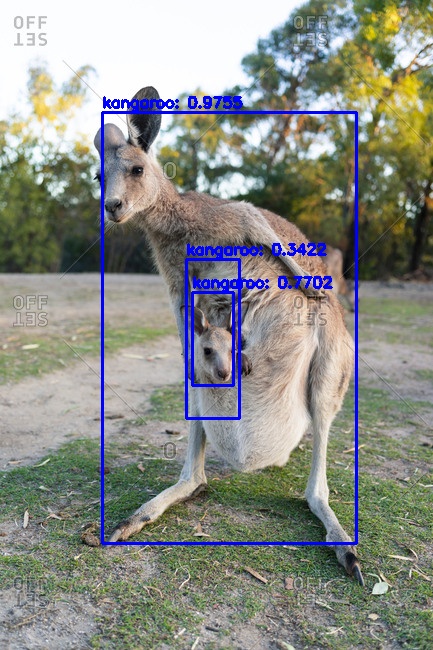 OFF OFF
SET SET
kangaroo: 0.9755
kangaroo: 0.3422
kangaroo: 0.7702
OFF OFF
SET SET
OFF OFF
SET SET